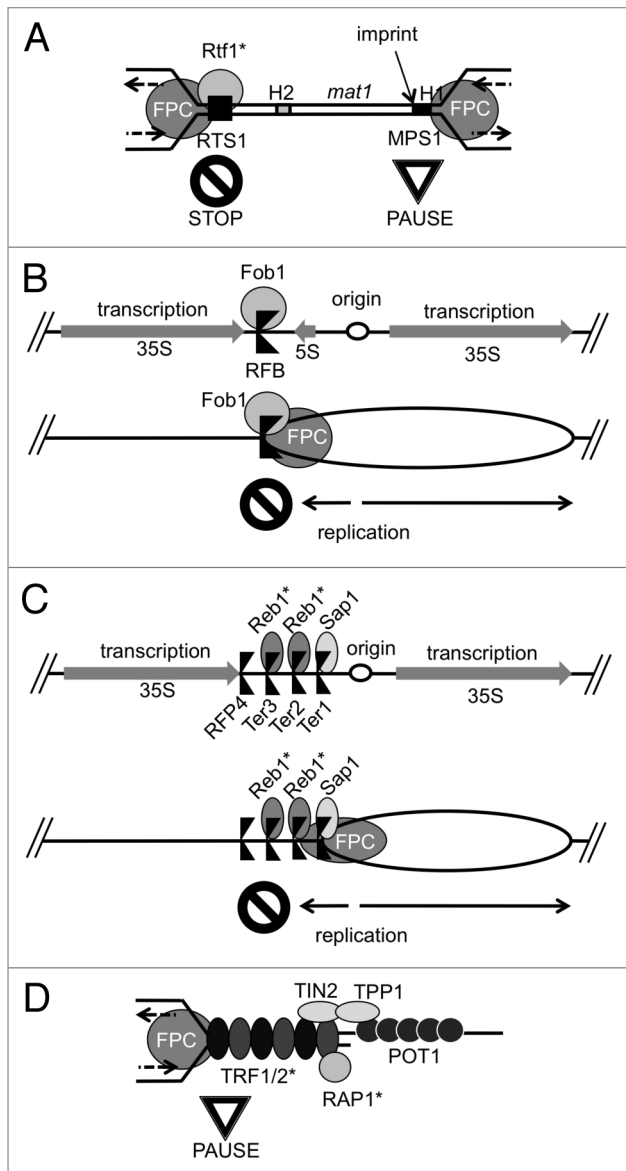 A
Rtf1*
imprint
FPC
H2
mat1
H1
FPC
RTS1
MPS1
STOP
PAUSE
B
Fob1
transcription
origin
transcription
35S
5S
35S
RFB
Fob1
FPC
replication
C
Reb1*
Reb1*
Sap1
transcription
origin
transcription
35S
35S
RFP4
Ter3
Ter2
Ter1
Reb1*
Reb1*
Sap1
FPC
replication
D
TIN2
TPP1
FPC
POT1
TRF1/2*
RAP1*
PAUSE